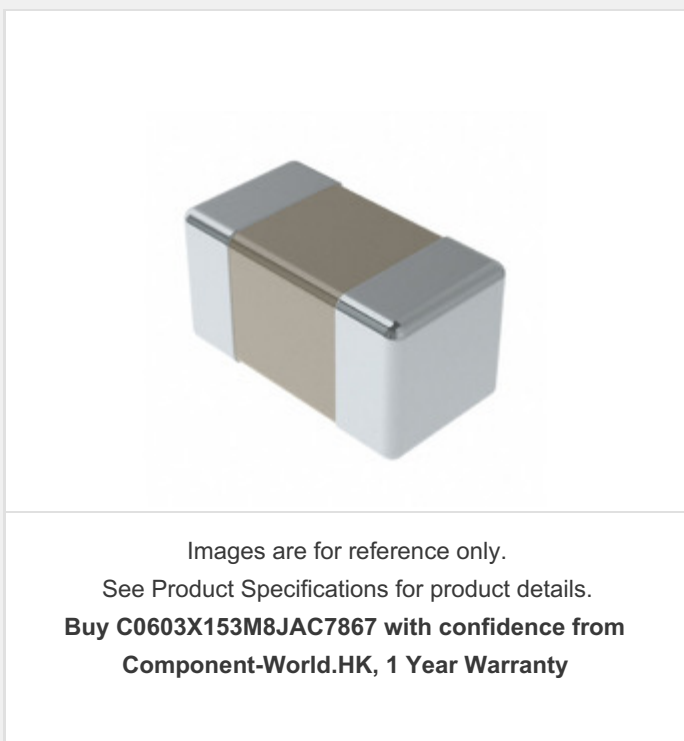 Images are for reference only.
See Product Specifications for product details.
Buy C0603X153M8JAC7867 with confidence from
Component-World.HK, 1 Year Warranty